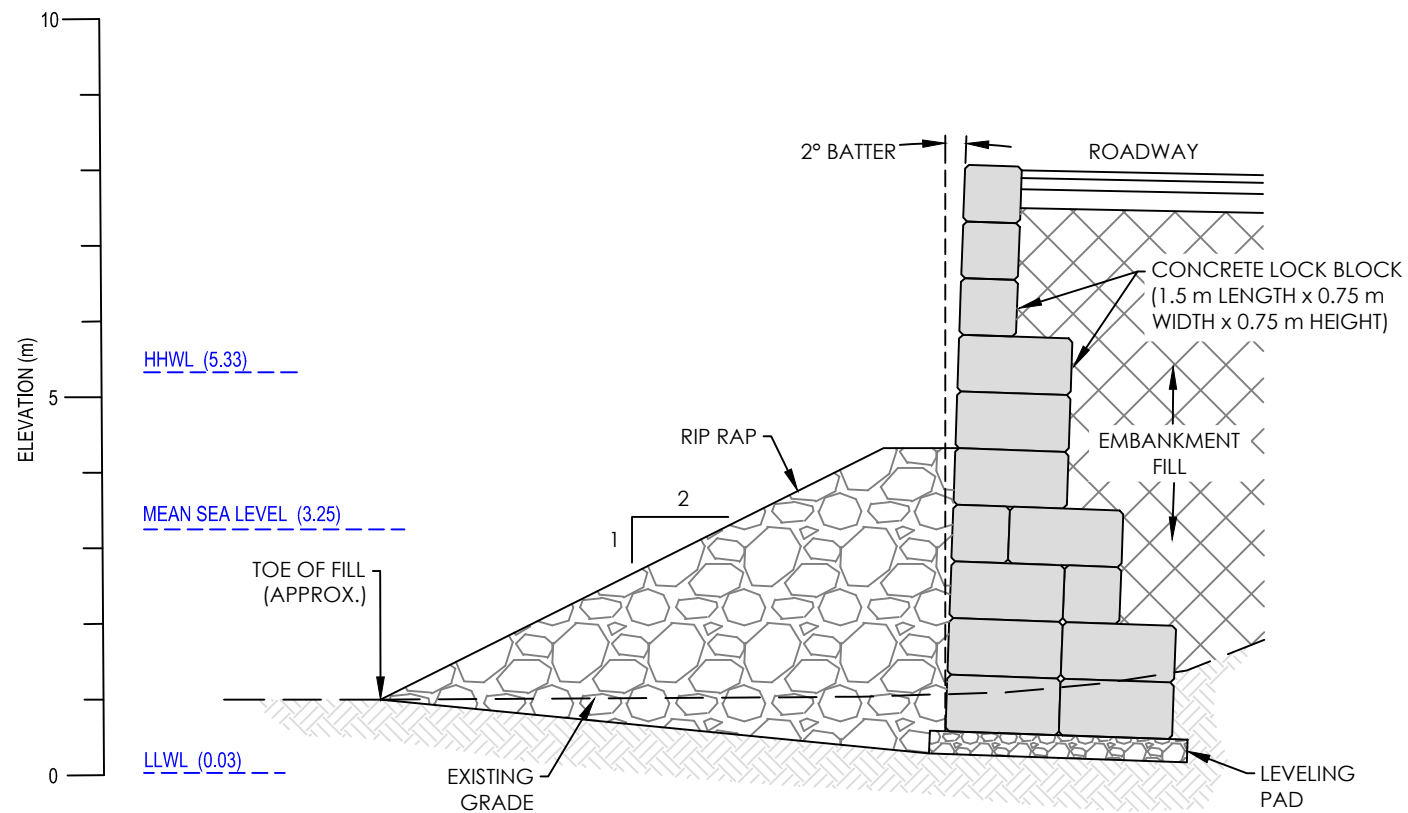 10
2° BATTER
ROADWAY
CONCRETE LOCK BLOCK
(1.5 m LENGTH x 0.75 m
WIDTH x 0.75 m HEIGHT)
HHWL (5.33)
5
ELEVATION (m)
RIP RAP
EMBANKMENT
FILL
2
1
MEAN SEA LEVEL (3.25)
TOE OF FILL
(APPROX.)
LLWL (0.03)
0
EXISTING
GRADE
LEVELING
PAD